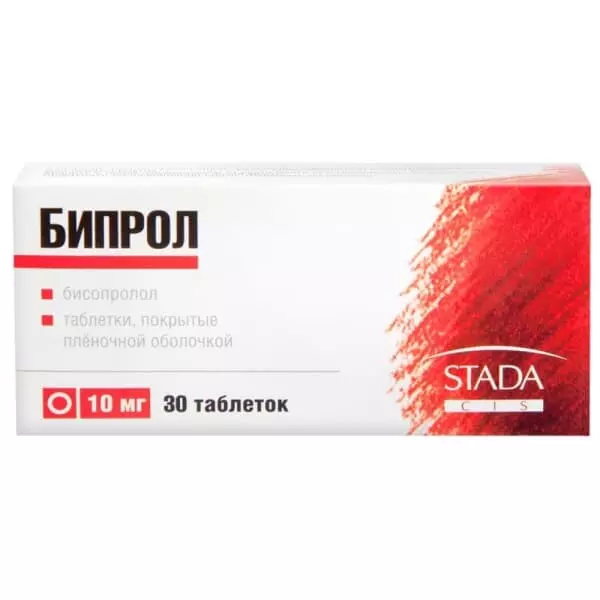 БИПРОЛ
бисопролол
таблетки, покрытые
плёночной оболочкой
10 мг 30 таблеток
STADA
CIS